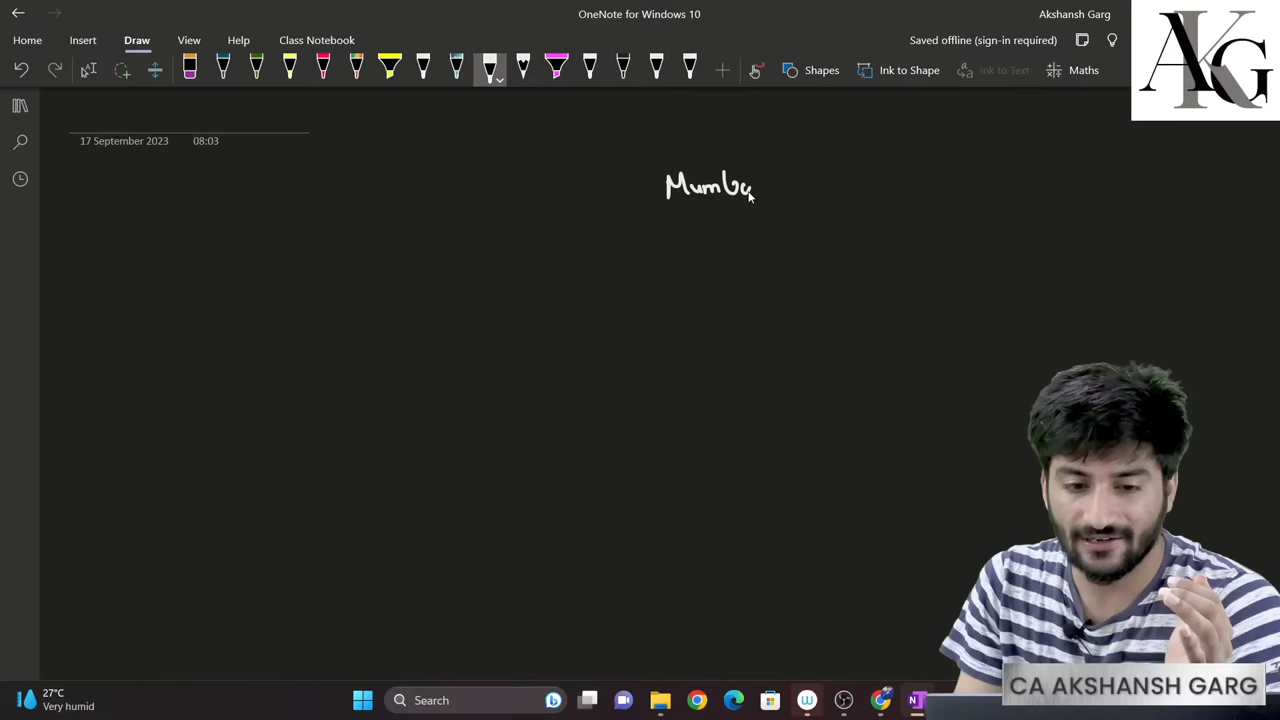 OneNote for Windows 10
Akshansh Garg
Home Insert Draw View Help Class Notebook
Saved offline (sign-in required)
Shapes Ink to Shape Ink to Text Maths
AKG
17 September 2023 08:03
Mumba
CA AKSHANSH GARG
27°C
Very humid
Search